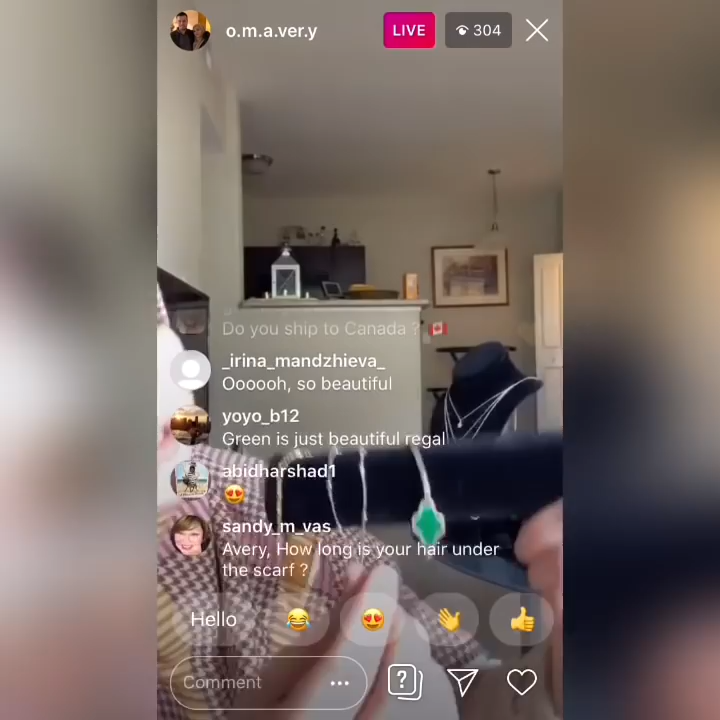 o.m.a.ver.y
LIVE
304
Do you ship to Canada ? 🇨🇦
_irina_mandzhieva_
Oooooh, so beautiful
yoyo_b12
Green is just beautiful regal
abidharshad1
😍
sandy_m_vas
Avery, How long is your hair under
the scarf ?
Hello 😂 😍 👋 👍
Comment